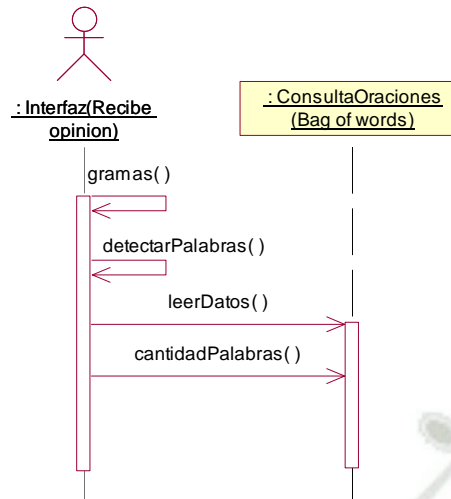 : Interfaz(Recibe
opinion)
: ConsultaOraciones
(Bag of words)
gramas( )
detectarPalabras( )
leerDatos( )
cantidadPalabras( )